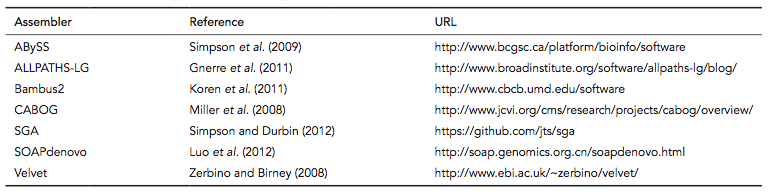 Assembler Reference URL
ABySS Simpson et al. (2009) http://www.bcgsc.ca/platform/bioinfo/software
ALLPATHS-LG Gnerre et al. (2011) http://www.broadinstitute.org/software/allpaths-lg/blog/
Bambus2 Koren et al. (2011) http://www.cbcb.umd.edu/software
CABOG Miller et al. (2008) http://www.jcvi.org/cms/research/projects/cabog/overview/
SGA Simpson and Durbin (2012) https://github.com/jts/sga
SOAPdenovo Luo et al. (2012) http://soap.genomics.org.cn/soapdenovo.html
Velvet Zerbino and Birney (2008) http://www.ebi.ac.uk/~zerbino/velvet/